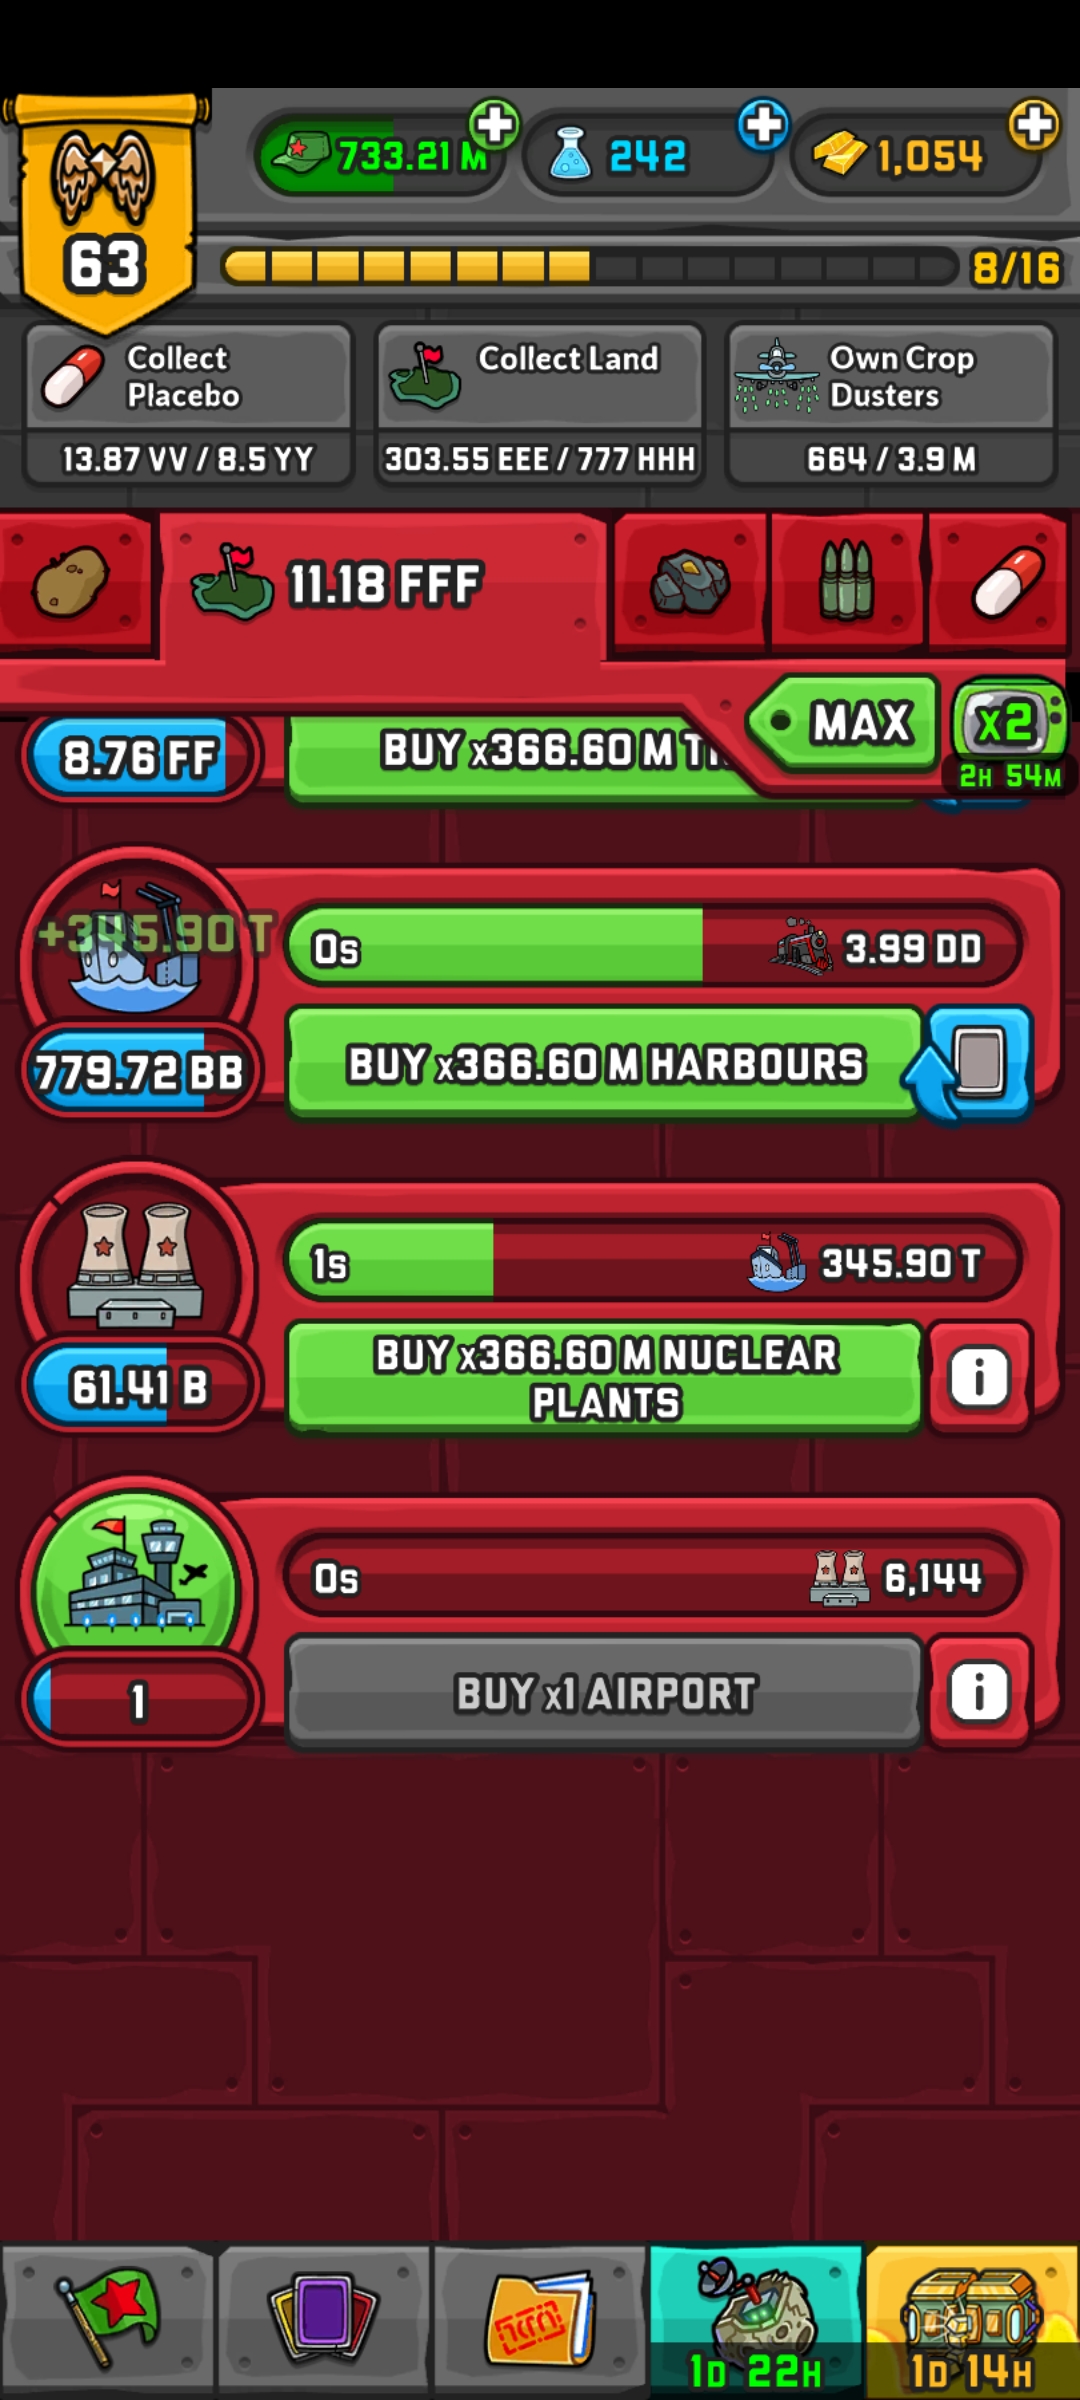 733.21 M
242
1,054
63
8/16
Collect
Placebo
13.87 VV / 8.5 YY
Collect Land
303.55 EEE / 777 HHH
Own Crop
Dusters
664 / 3.9 M
11.18 FFF
MAX
x2
2H 54M
8.76 FF
BUY x366.60 M
+345.90 T
0s
3.99 DD
779.72 BB
BUY x366.60 M HARBOURS
1s
345.90 T
61.41 B
BUY x366.60 M NUCLEAR
PLANTS
i
0s
6,144
1
BUY x1 AIRPORT
i
1D 22H
1D 14H